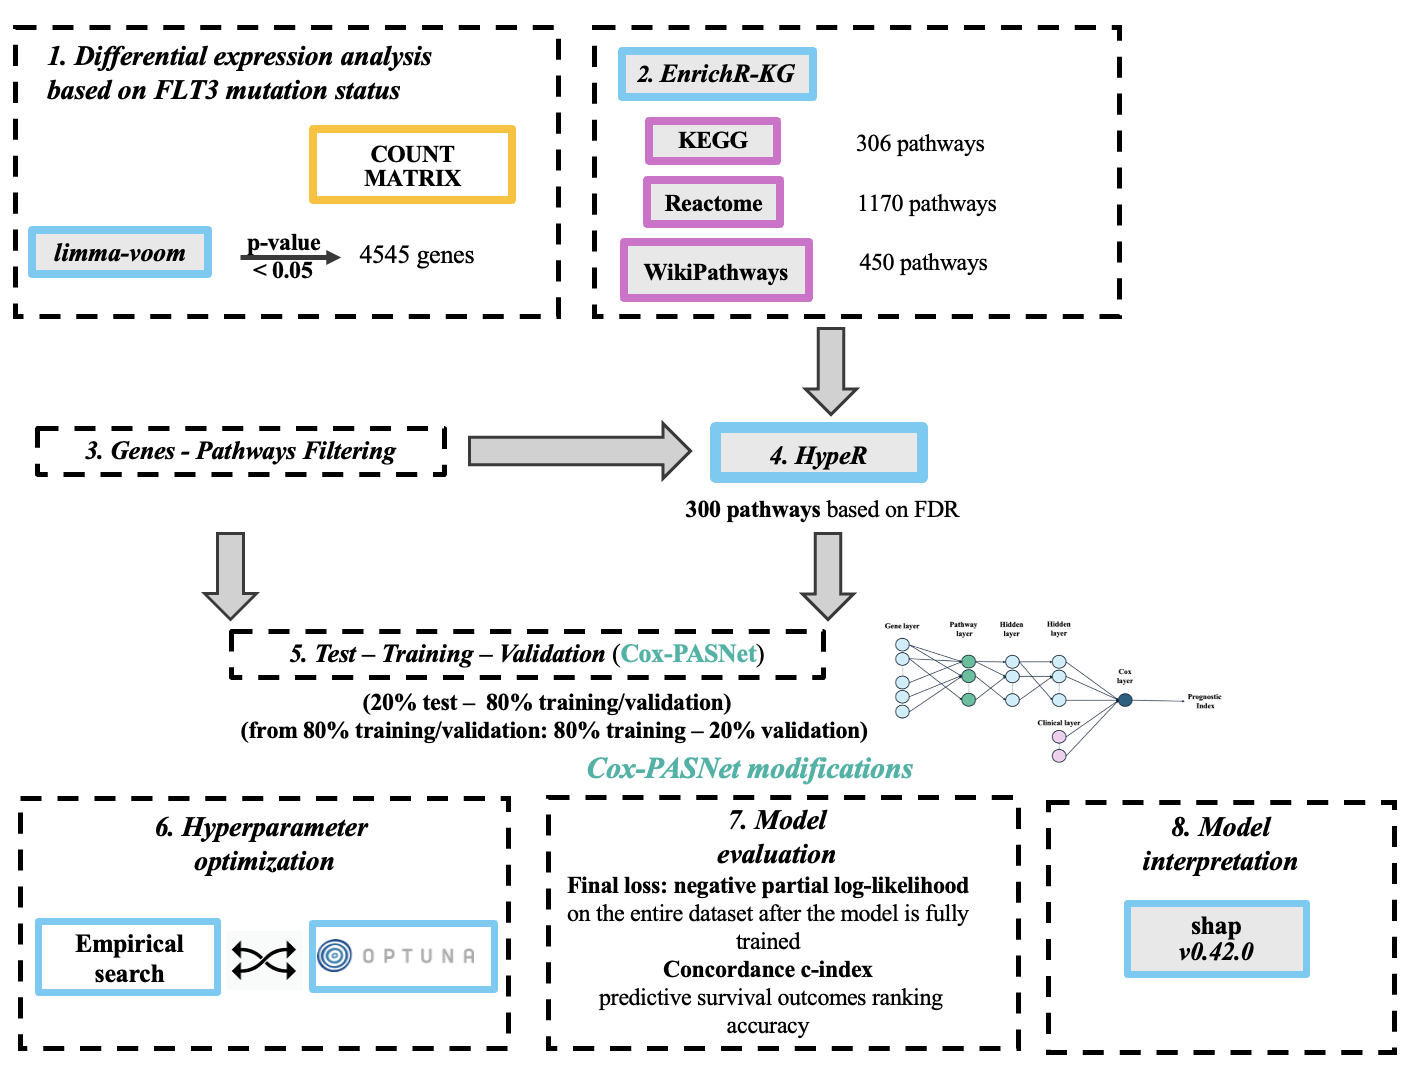 1. Differential expression analysis
based on FLT3 mutation status
COUNT
MATRIX
limma-voom
p-value
< 0.05
4545 genes
2. EnrichR-KG
KEGG
306 pathways
Reactome
1170 pathways
WikiPathways
450 pathways
3. Genes - Pathways Filtering
4. HypeR
300 pathways based on FDR
5. Test – Training – Validation (Cox-PASNet)
(20% test – 80% training/validation)
(from 80% training/validation: 80% training – 20% validation)
Gene layer
Pathway
layer
Hidden
layer
Hidden
layer
Cox
layer
Prognostic
Index
Clinical layer
Cox-PASNet modifications
6. Hyperparameter
optimization
Empirical
search
OPTUNA
7. Model
evaluation
Final loss: negative partial log-likelihood
on the entire dataset after the model is fully
trained
Concordance c-index
predictive survival outcomes ranking
accuracy
8. Model
interpretation
shap
v0.42.0